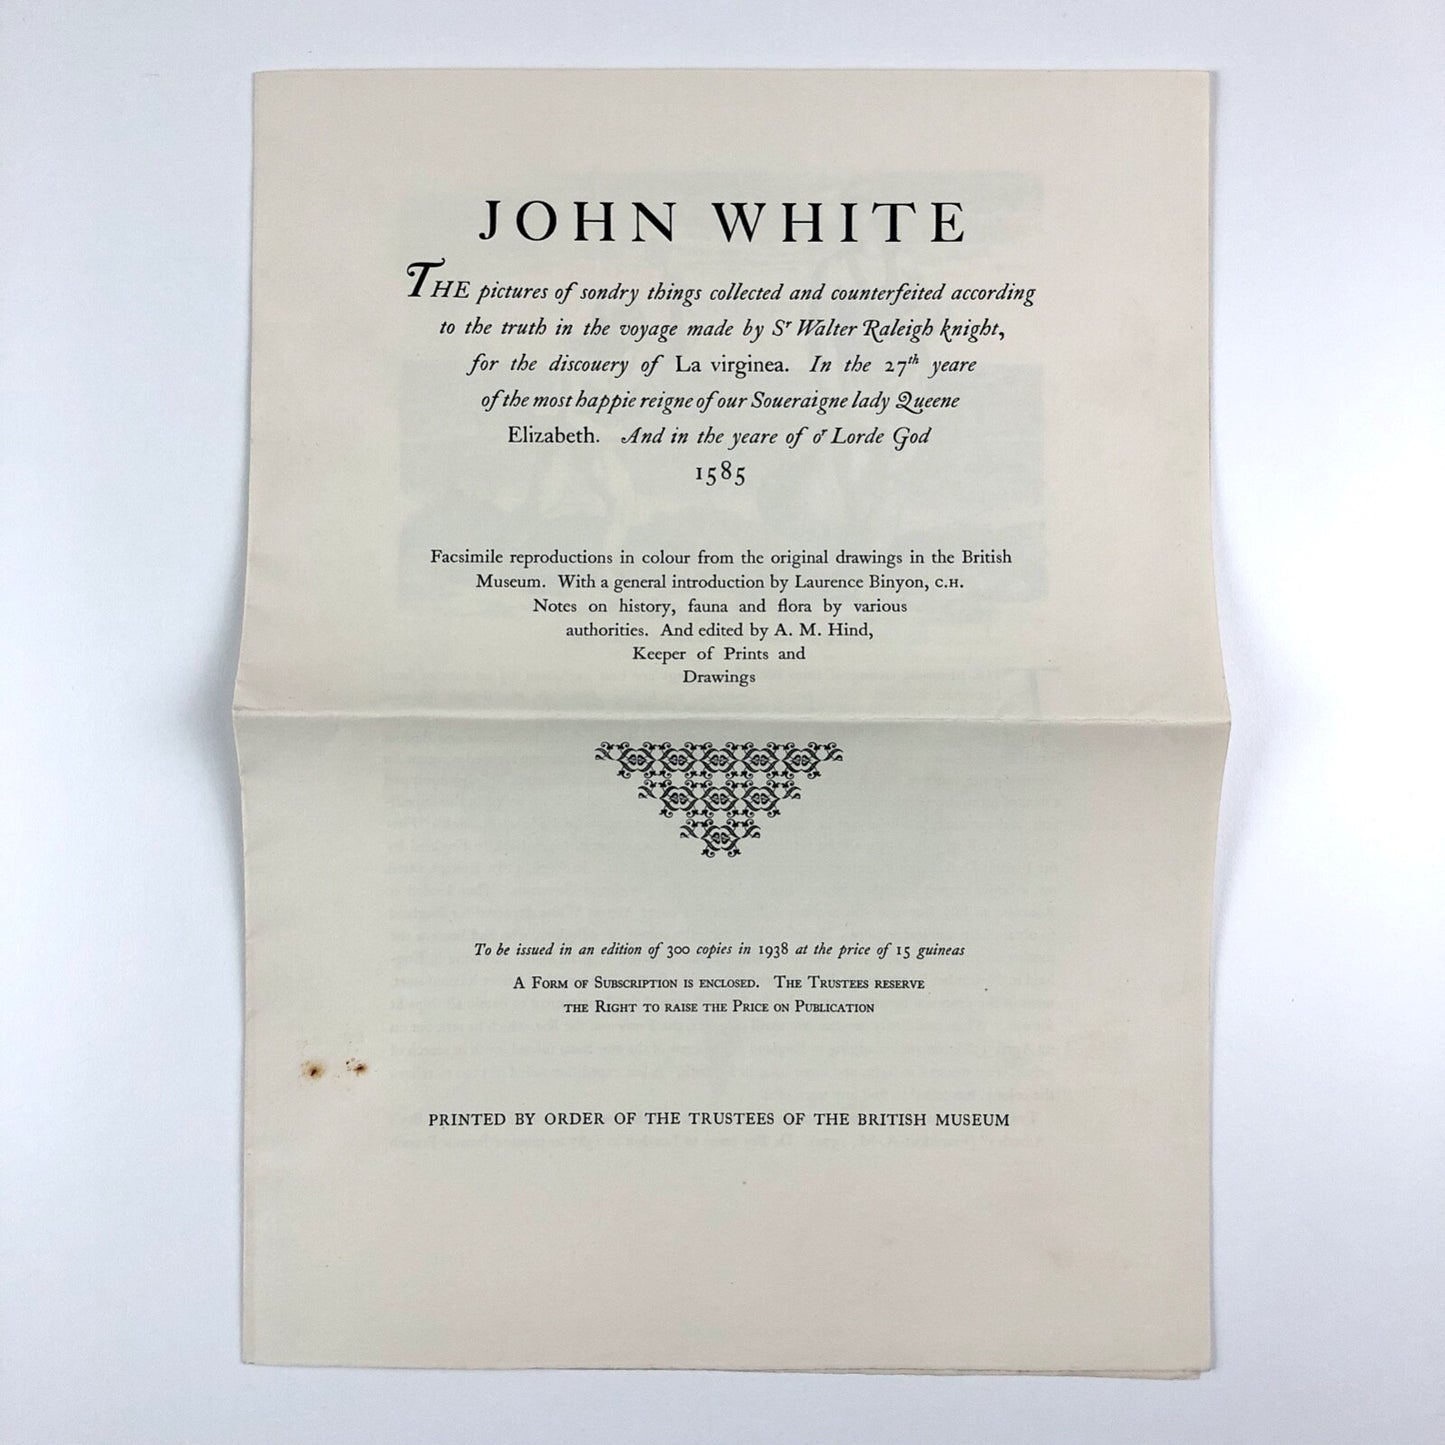 JOHN WHITE
THE pictures of sondry things collected and counterfeited according
to the truth in the voyage made by Sr Walter Raleigh knight,
for the discouery of La virginea. In the 27th yeare
of the most happie reigne of our Soueraigne lady Queene
Elizabeth. And in the yeare of or Lorde God
1585
Facsimile reproductions in colour from the original drawings in the British
Museum. With a general introduction by Laurence Binyon, C.H.
Notes on history, fauna and flora by various
authorities. And edited by A. M. Hind,
Keeper of Prints and
Drawings
To be issued in an edition of 300 copies in 1938 at the price of 15 guineas
A FORM OF SUBSCRIPTION IS ENCLOSED. THE TRUSTEES RESERVE
THE RIGHT TO RAISE THE PRICE ON PUBLICATION
PRINTED BY ORDER OF THE TRUSTEES OF THE BRITISH MUSEUM